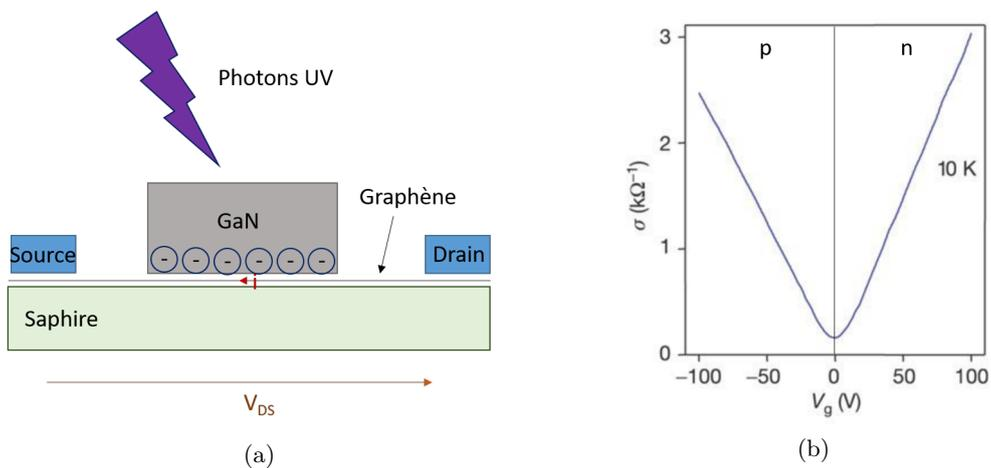 Photons UV
Graphène
GaN
- - - - - -
Source
Drain
i
Saphire
V_DS
(a)
p n
3
2
1
0
10 K
σ (kΩ⁻¹)
−100 −50 0 50 100
V_g (V)
(b)